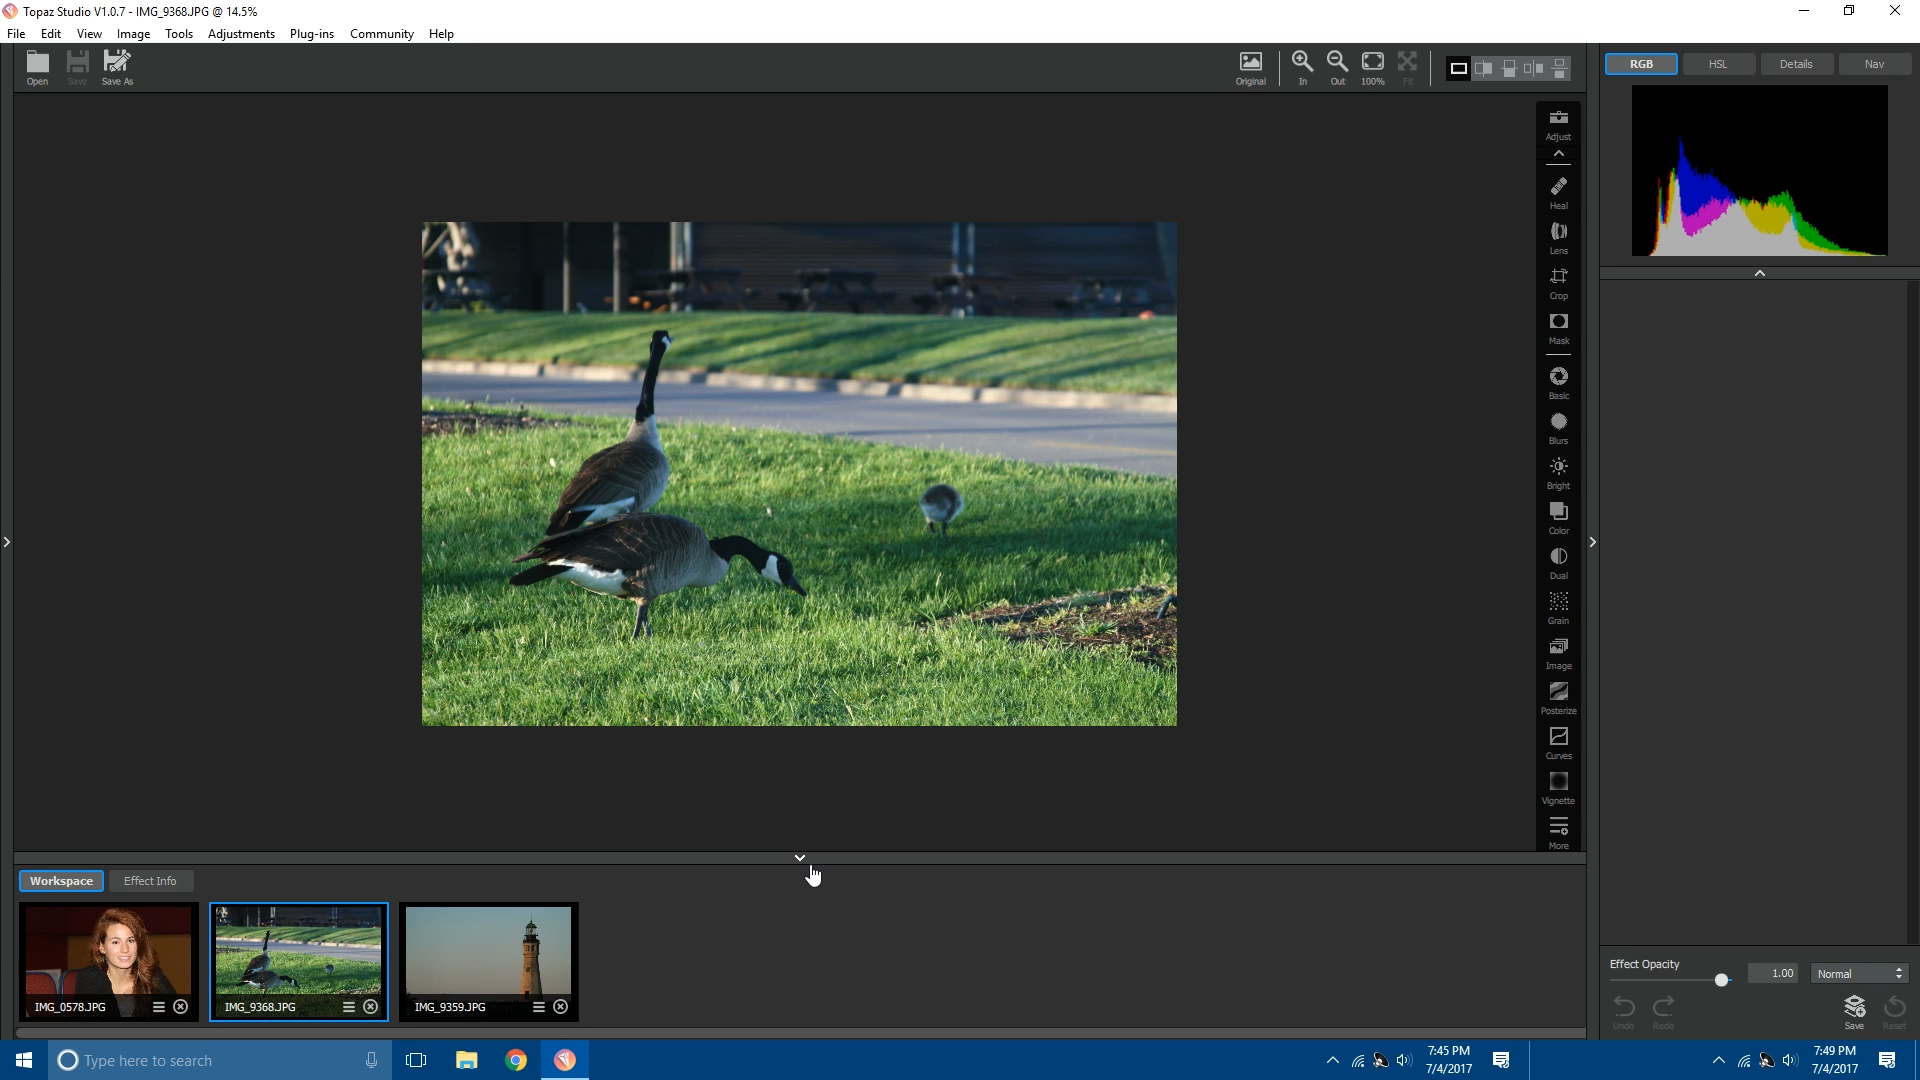 Topaz Studio V1.0.7 - IMG_9368.JPG @ 14.5%
File Edit View Image Tools Adjustments Plug-ins Community Help
Open Save Save As Original In Out 100% Fit
RGB HSL Details Nav
Adjust
Heal
Lens
Crop
Mask
Basic
Blurs
Bright
Color
Dual
Grain
Image
Posterize
Curves
Vignette
More
Workspace Effect Info
IMG_0578.JPG IMG_9368.JPG IMG_9359.JPG
Effect Opacity 1.00 Normal
Undo Redo Save Reset
Type here to search
7:45 PM
7/4/2017
7:49 PM
7/4/2017